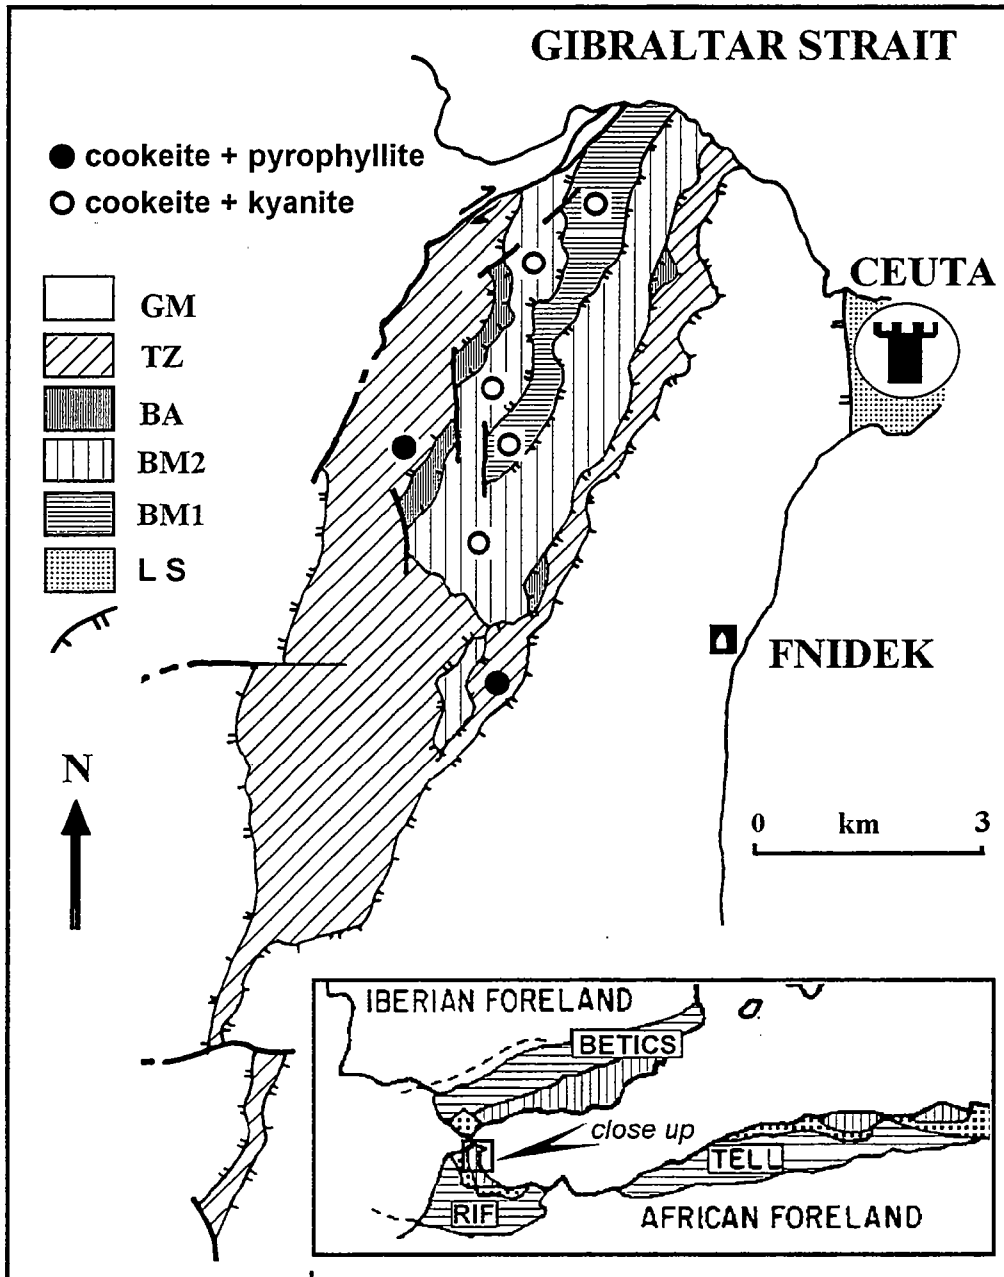 GIBRALTAR STRAIT
cookeite + pyrophyllite
cookeite + kyanite
CEUTA
GM
TZ
BA
BM2
BM1
L S
FNIDEK
N
0 km 3
IBERIAN FORELAND
BETICS
close up
TELL
RIF
AFRICAN FORELAND